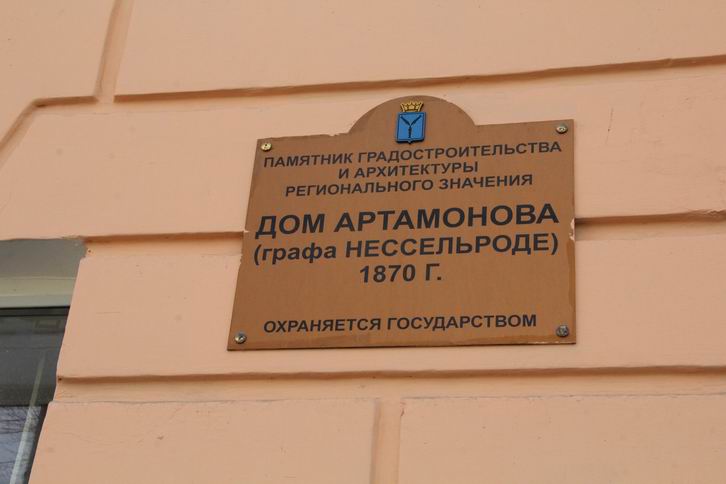 ПАМЯТНИК ГРАДОСТРОИТЕЛЬСТВА
И АРХИТЕКТУРЫ
РЕГИОНАЛЬНОГО ЗНАЧЕНИЯ
ДОМ АРТАМОНОВА
(графа НЕССЕЛЬРОДЕ)
1870 Г.
ОХРАНЯЕТСЯ ГОСУДАРСТВОМ